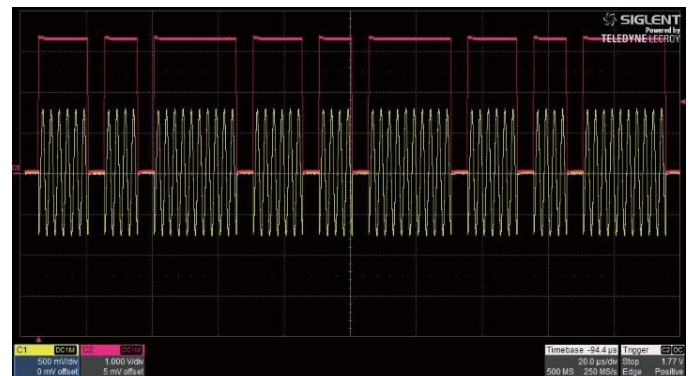 SIGLENT
Powered by
TELEDYNE LECROY
C1
C1 DC1M C2 DC1M
500 mV/div 1.000 V/div
0 mV offset 5 mV offset
Timebase -94.4 µs Trigger C2 DC
20.0 µs/div Stop 1.77 V
500 MS 250 MS/s Edge Positive